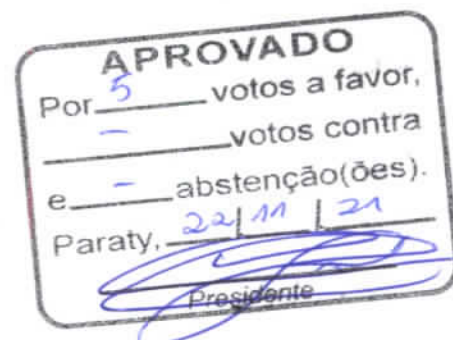 APROVADO
Por 5 votos a favor,
- votos contra
e - abstenção(ões).
Paraty, 22/11/21
Presidente